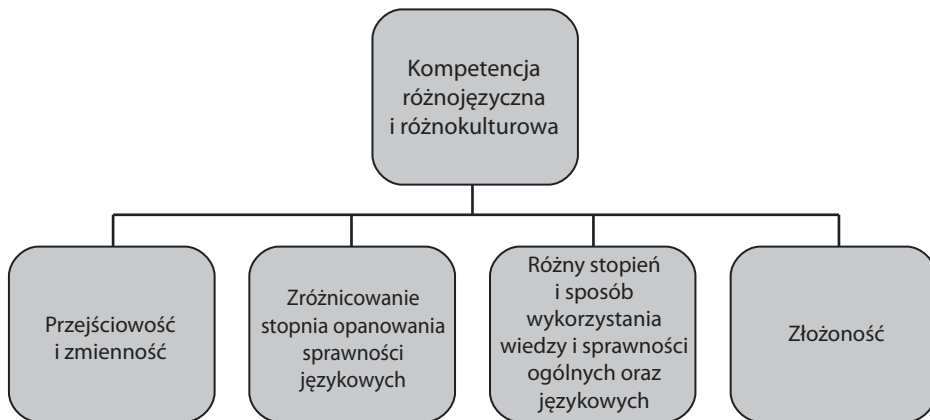 Kompetencja
różnojęzyczna
i różnokulturowa
Przejściowość
i zmienność
Zróżnicowanie
stopnia opanowania
sprawności
językowych
Różny stopień
i sposób
wykorzystania
wiedzy i sprawności
ogólnych oraz
językowych
Złożoność